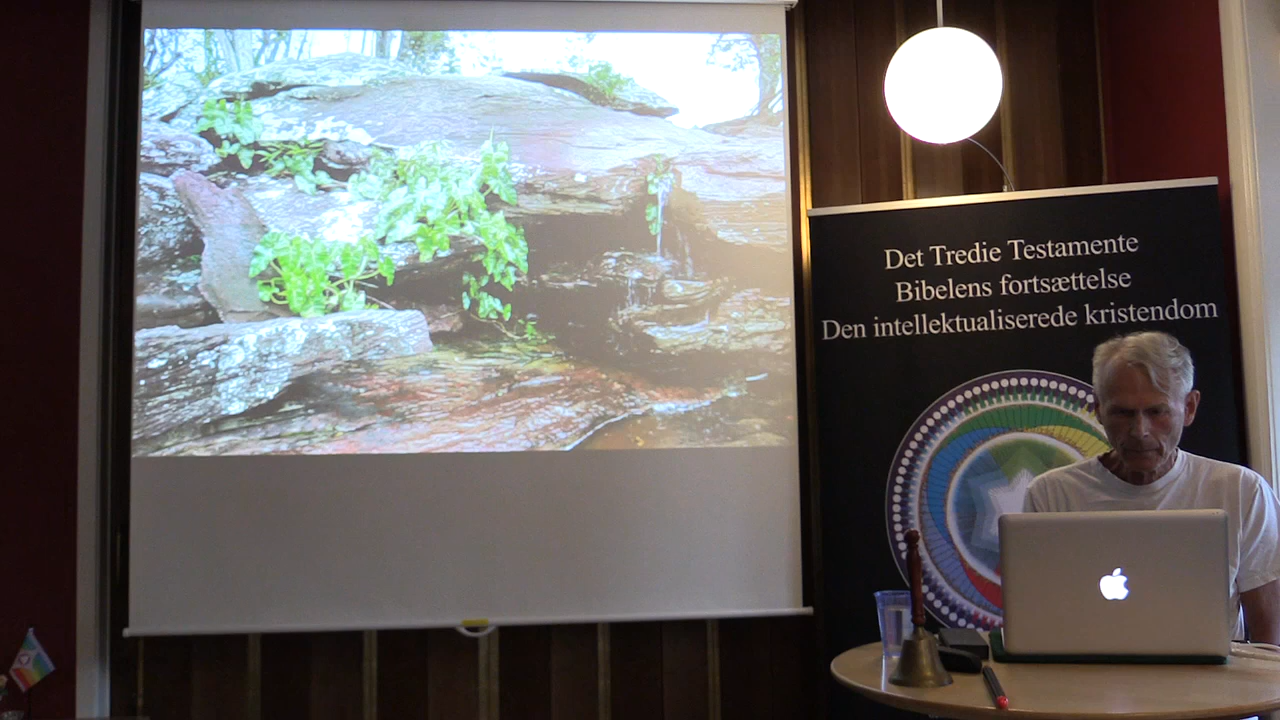 Det Tredie Testamente
Bibelens fortsættelse
Den intellektualiserede kristendom